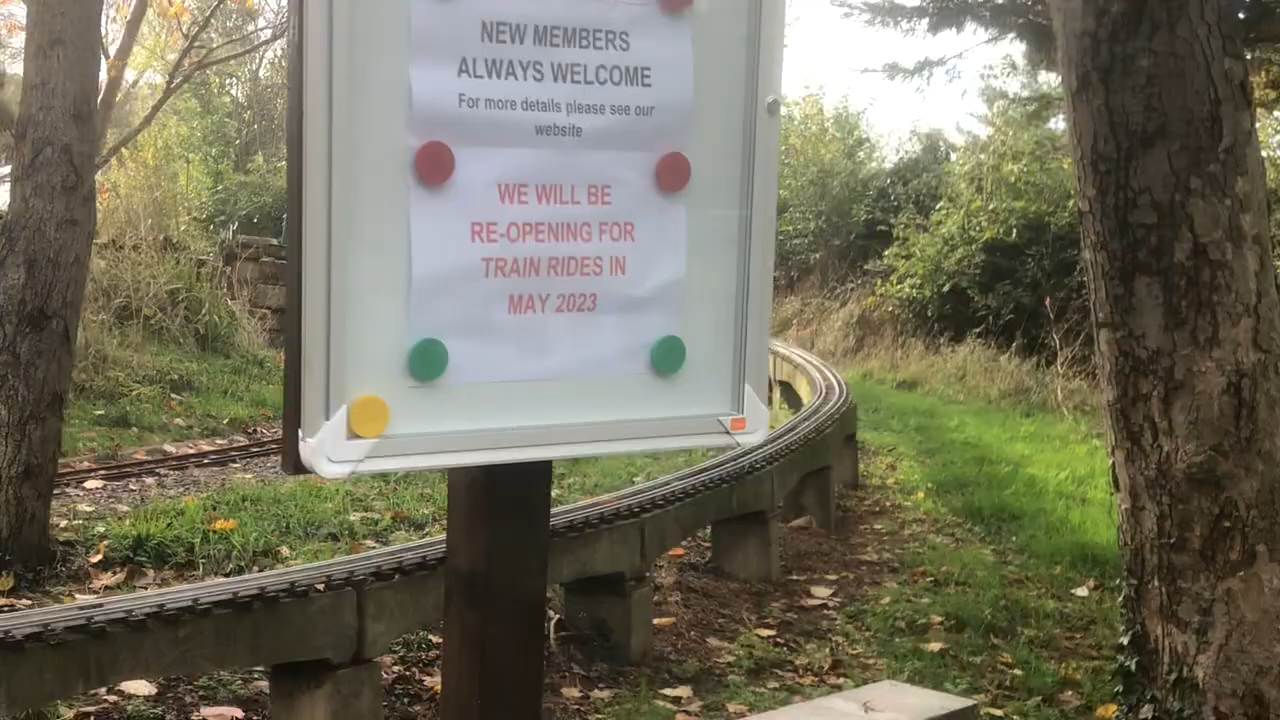 NEW MEMBERS
ALWAYS WELCOME
For more details please see our
website
WE WILL BE
RE-OPENING FOR
TRAIN RIDES IN
MAY 2023